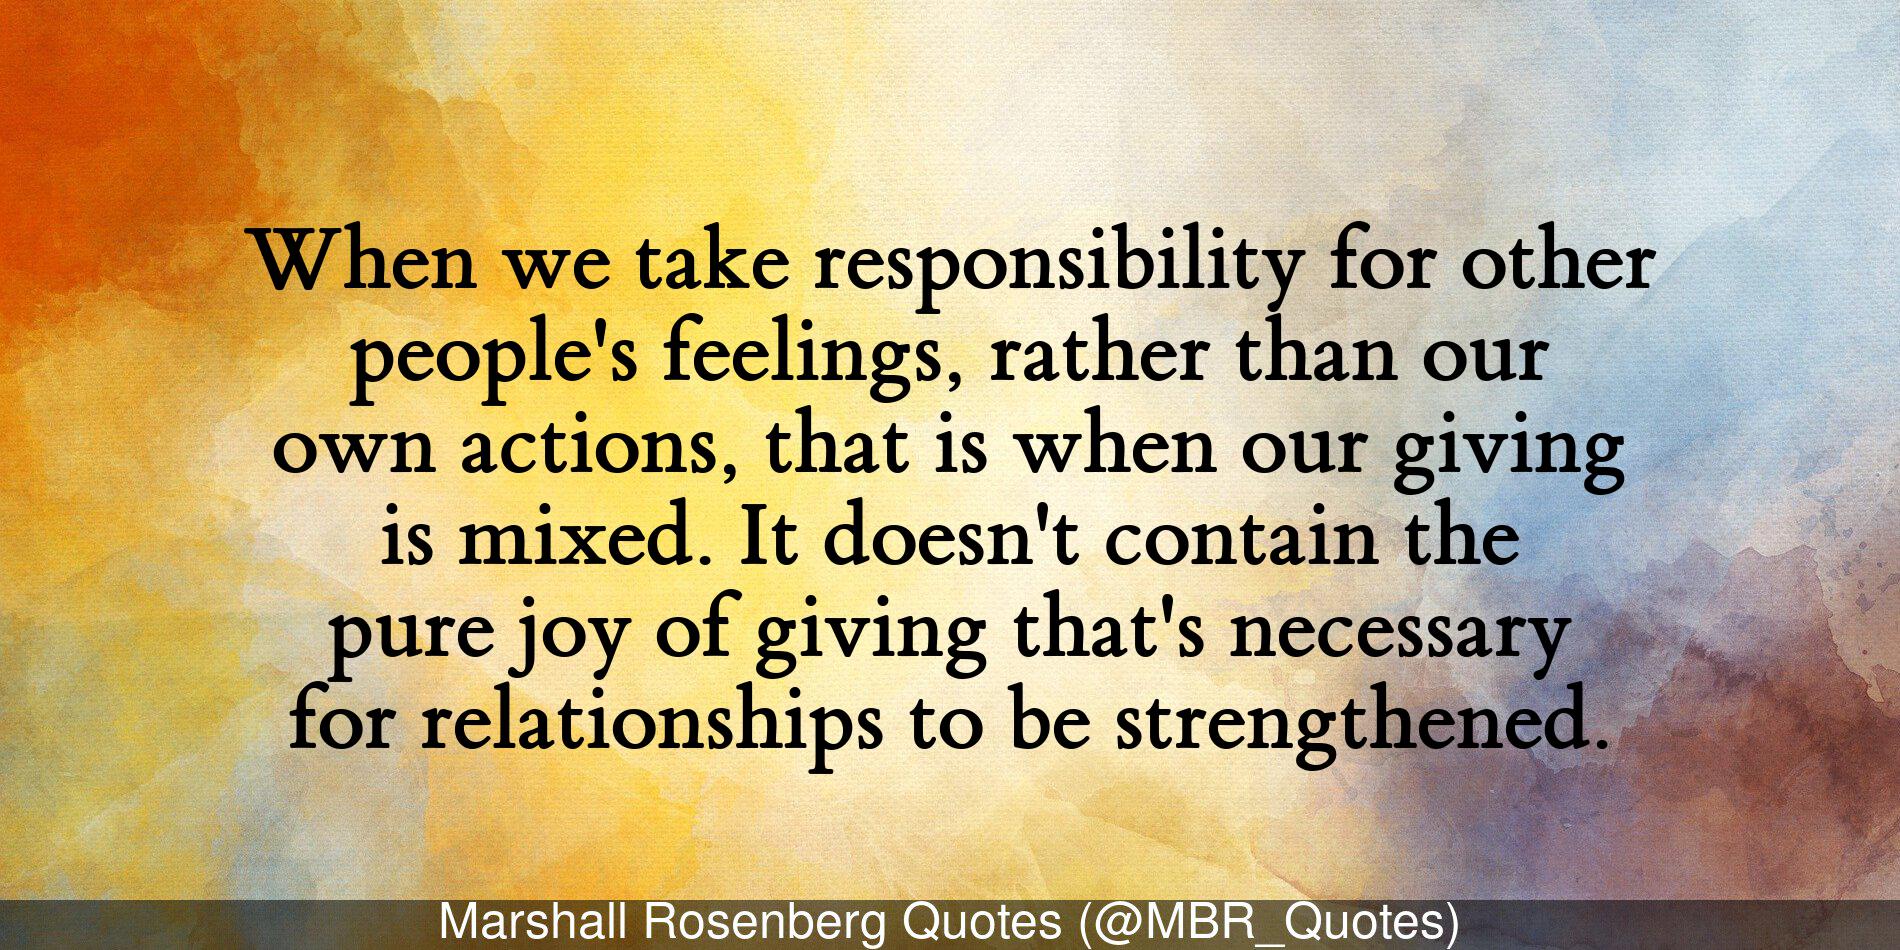 When we take responsibility for other
people's feelings, rather than our
own actions, that is when our giving
is mixed. It doesn't contain the
pure joy of giving that's necessary
for relationships to be strengthened.
Marshall Rosenberg Quotes (@MBR_Quotes)